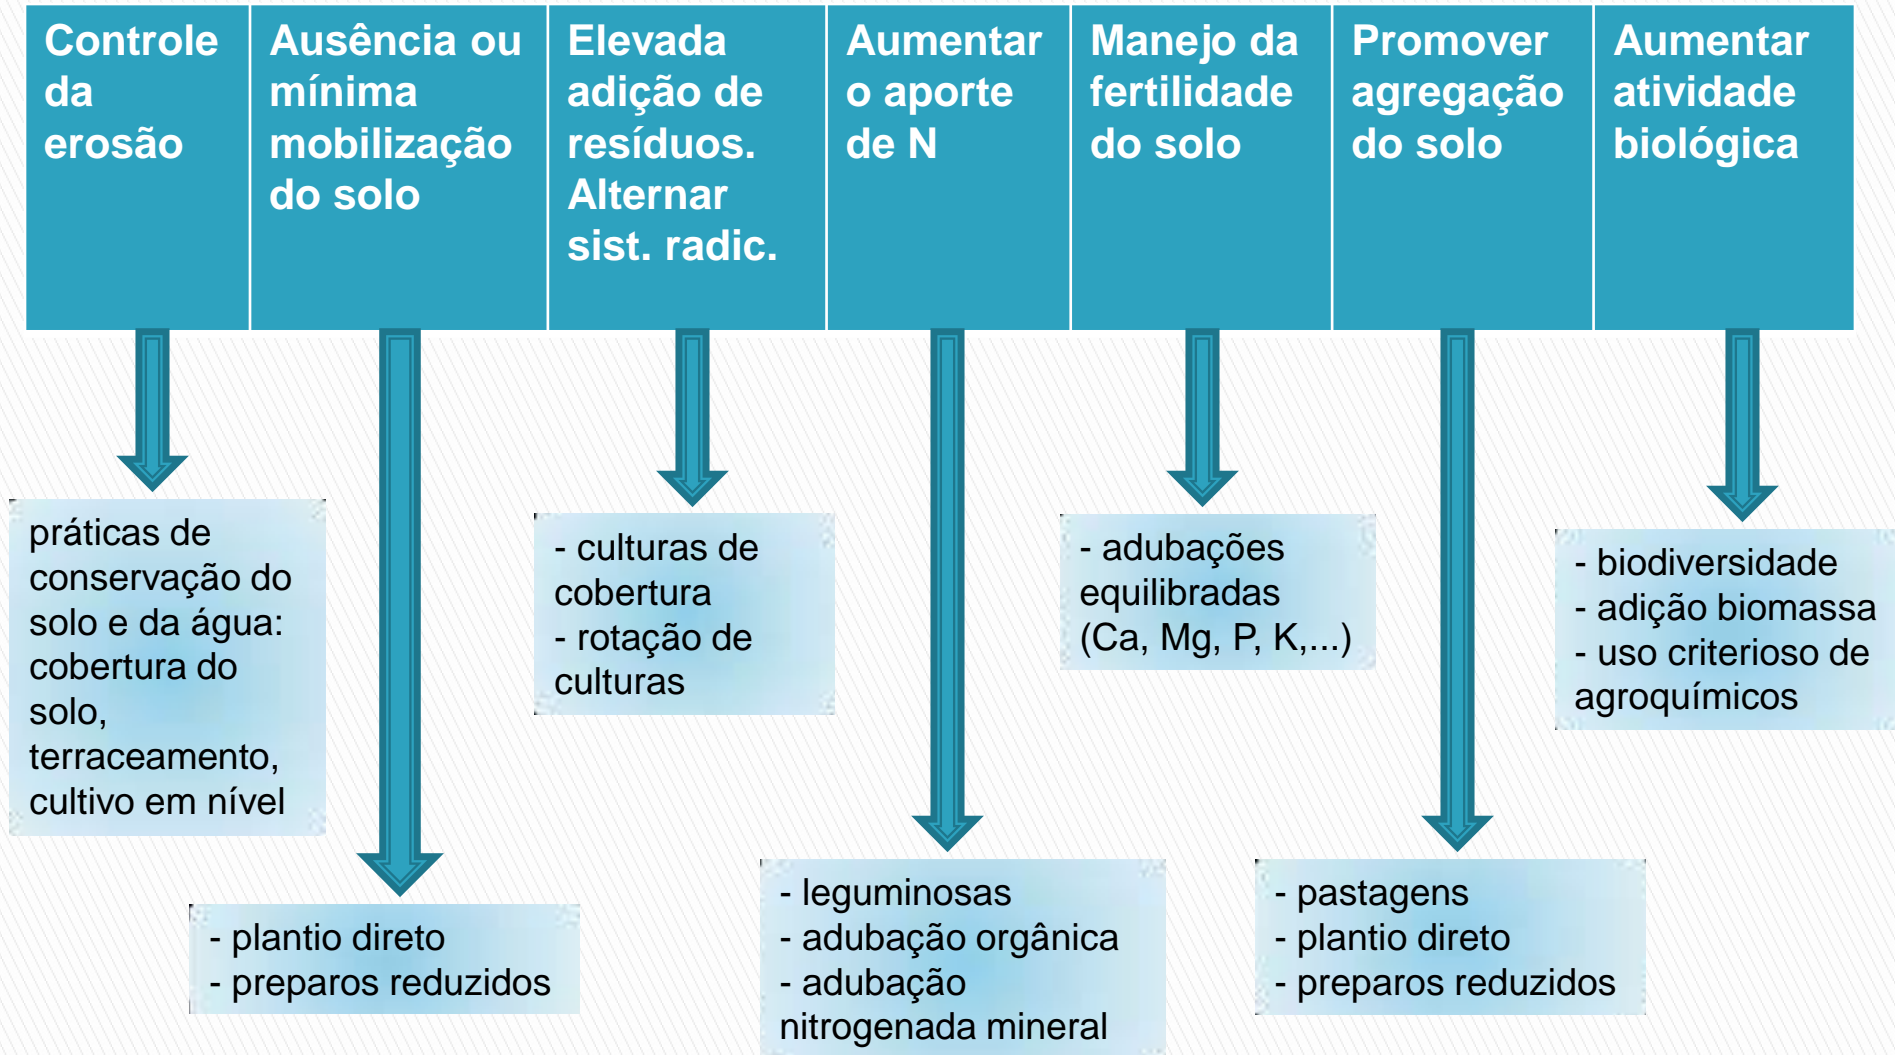 Controle
da
erosão
Ausência ou
mínima
mobilização
do solo
Elevada
adição de
resíduos.
Alternar
sist. radic.
Aumentar
o aporte
de N
Manejo da
fertilidade
do solo
Promover
agregação
do solo
Aumentar
atividade
biológica
práticas de
conservação do
solo e da água:
cobertura do
solo,
terraceamento,
cultivo em nível
- culturas de
cobertura
- rotação de
culturas
- adubações
equilibradas
(Ca, Mg, P, K,...)
- biodiversidade
- adição biomassa
- uso criterioso de
agroquímicos
- plantio direto
- preparos reduzidos
- leguminosas
- adubação orgânica
- adubação
nitrogenada mineral
- pastagens
- plantio direto
- preparos reduzidos